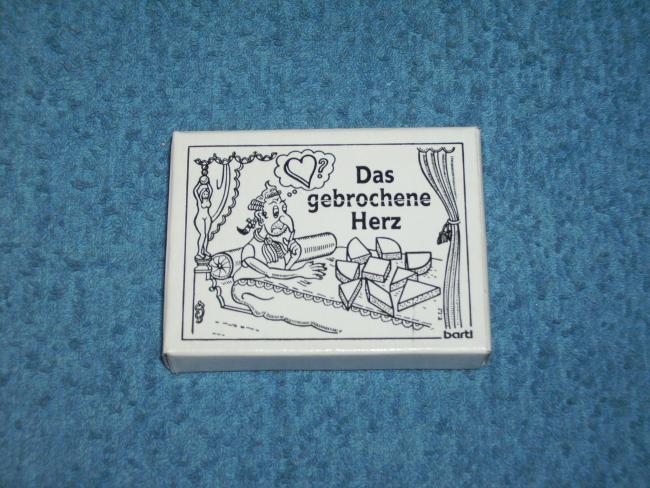 ?
Das
gebrochene
Herz
bartl